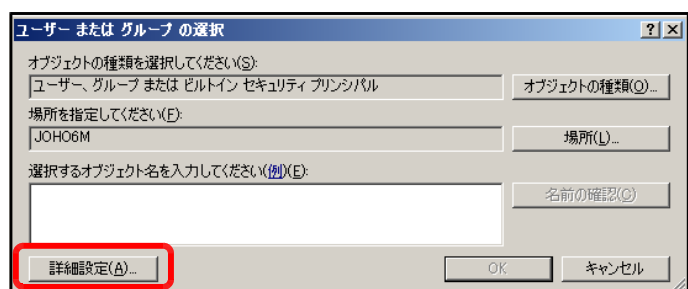 ユーザー または グループ の選択
オブジェクトの種類を選択してください(S):
ユーザー、グループ または ビルトイン セキュリティ プリンシパル
オブジェクトの種類(O)...
場所を指定してください(F):
JOHO6M
場所(L)...
選択するオブジェクト名を入力してください(例)(E):
名前の確認(C)
詳細設定(A)...
OK
キャンセル